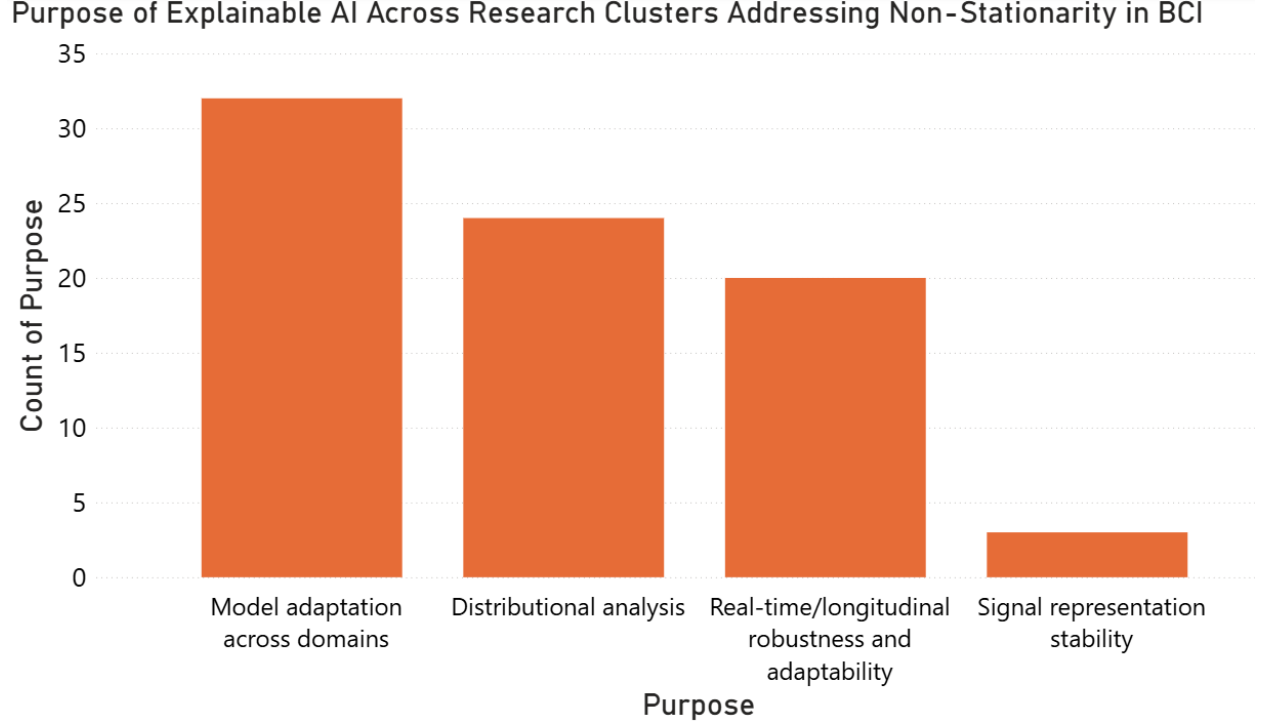 Purpose of Explainable AI Across Research Clusters Addressing Non-Stationarity in BCI
35
30
25
20
15
10
5
0
Count of Purpose
Model adaptation
across domains
Distributional analysis
Real-time/longitudinal
robustness and
adaptability
Signal representation
stability
Purpose